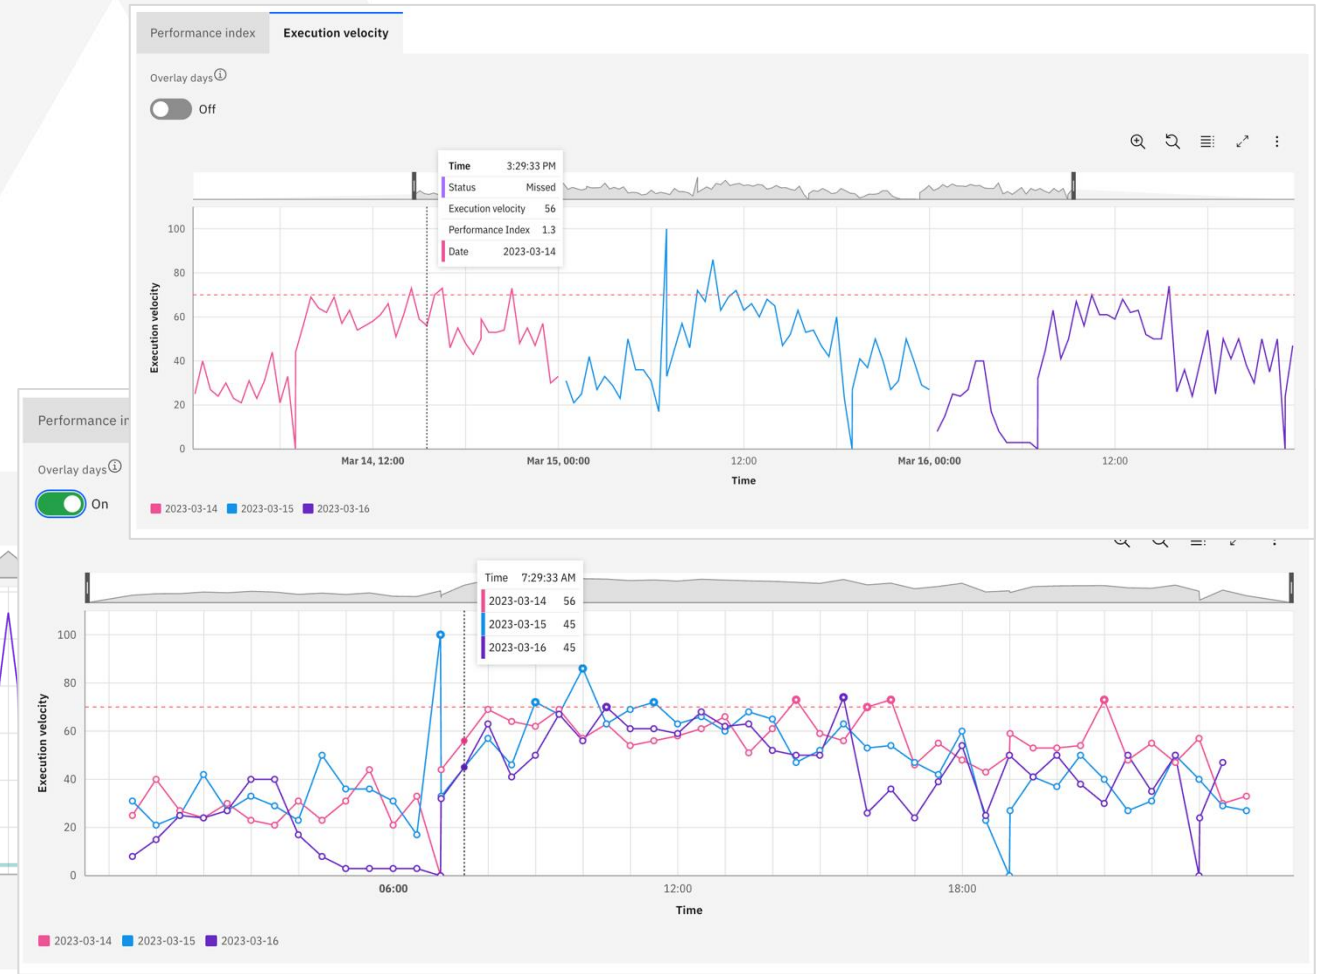 Performance index Execution velocity
Overlay days
Off
Time 3:29:33 PM
Status Missed
Execution velocity 56
Performance Index 1.3
Date 2023-03-14
100
80
60
40
20
0
Execution velocity
Mar 14, 12:00 Mar 15, 00:00 12:00 Mar 16, 00:00 12:00
Time
2023-03-14 2023-03-15 2023-03-16
Performance in
Overlay days
On
Time 7:29:33 AM
2023-03-14 56
2023-03-15 45
2023-03-16 45
100
80
60
40
20
0
Execution velocity
06:00 12:00 18:00
Time
2023-03-14 2023-03-15 2023-03-16